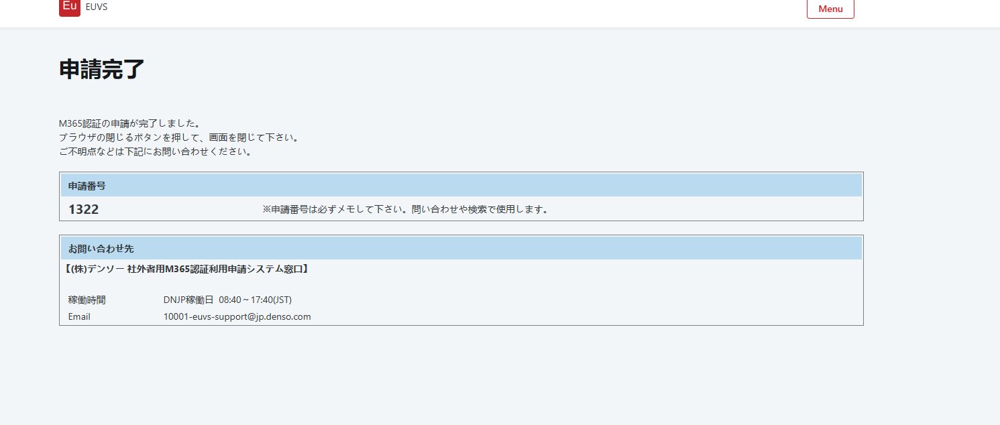 Eu EUVS
Menu
申請完了
M365認証の申請が完了しました。
ブラウザの閉じるボタンを押して、画面を閉じて下さい。
ご不明点などは下記にお問い合わせください。
申請番号
1322 ※申請番号は必ずメモして下さい。問い合わせや検索で使用します。
お問い合わせ先
【(株)デンソー 社外者用M365認証利用申請システム窓口】
稼働時間 DNJP稼働日 08:40～17:40(JST)
Email 10001-euvs-support@jp.denso.com